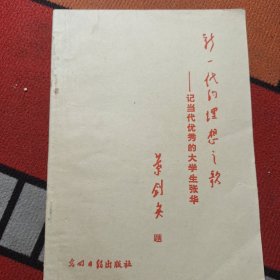 新一代的理想之歌
——记当代优秀的大学生张华
叶剑英 题
光明日报出版社